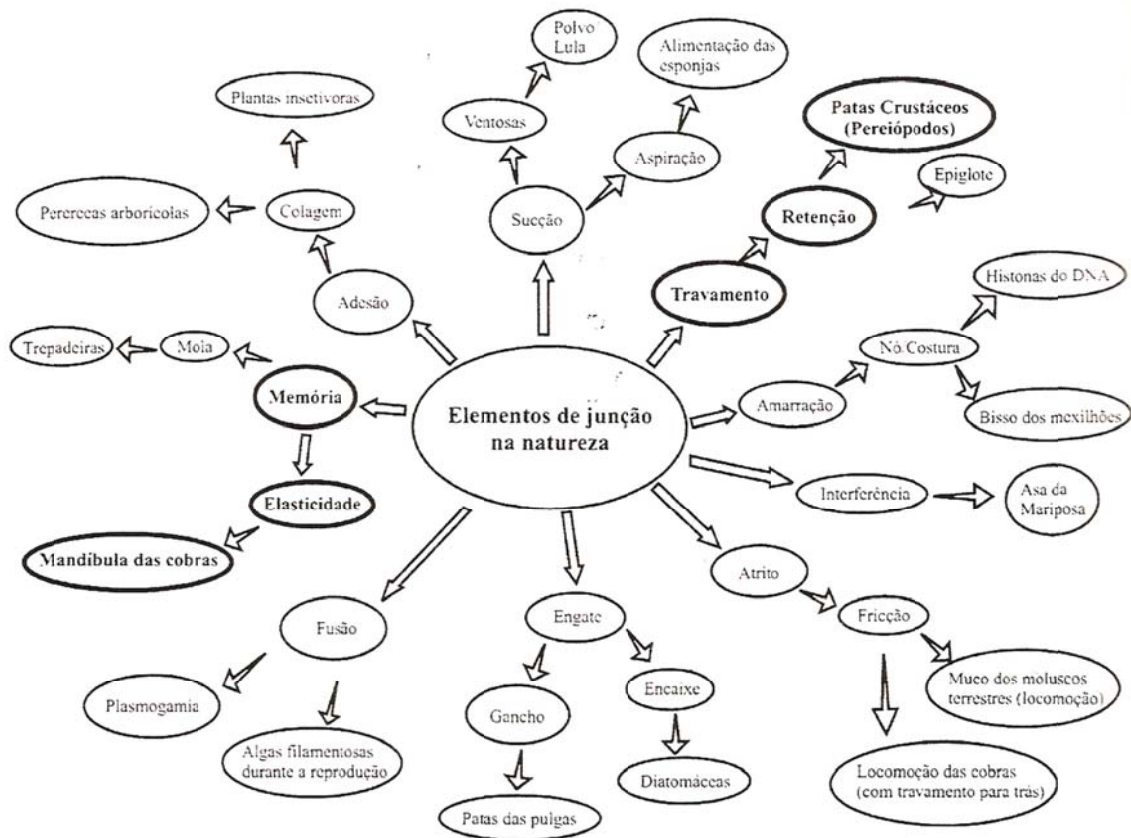 Polvo
Lula
Alimentação das
esponjas
Plantas insetívoras
Ventosas
Patas Crustáceos
(Pereiópodos)
Aspiração
Epiglote
Pererecas arborícolas
Colagem
Sucção
Retenção
Adesão
Travamento
Histonas do DNA
Trepadeiras
Mola
Nó/Costura
Memória
Elementos de junção
na natureza
Amarração
Bisso dos mexilhões
Elasticidade
Interferência
Asa da
Mariposa
Mandíbula das cobras
Atrito
Fusão
Engate
Fricção
Plasmogamia
Gancho
Encaixe
Muco dos moluscos
terrestres (locomoção)
Algas filamentosas
durante a reprodução
Diatomáceas
Locomoção das cobras
(com travamento para trás)
Patas das pulgas